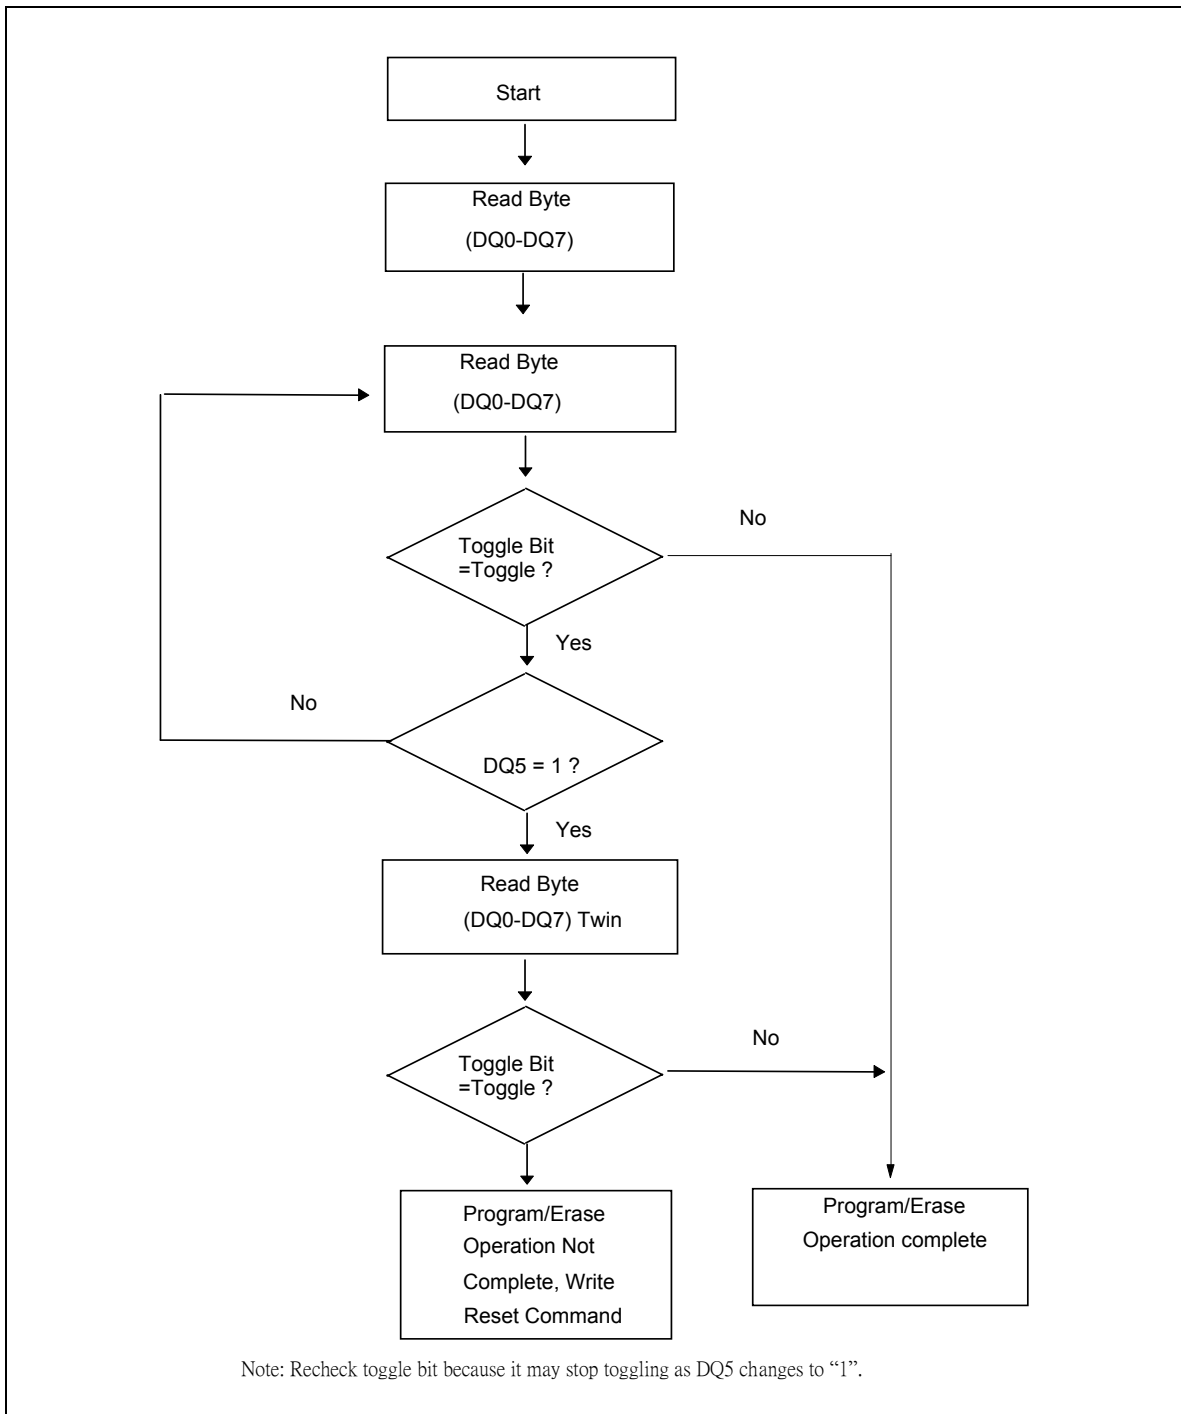 Start
Read Byte
(DQ0-DQ7)
Read Byte
(DQ0-DQ7)
No
Toggle Bit
=Toggle ?
Yes
No
DQ5 = 1 ?
Yes
Read Byte
(DQ0-DQ7) Twin
No
Toggle Bit
=Toggle ?
Program/Erase
Operation Not
Complete, Write
Reset Command
Program/Erase
Operation complete
Note: Recheck toggle bit because it may stop toggling as DQ5 changes to “1”.